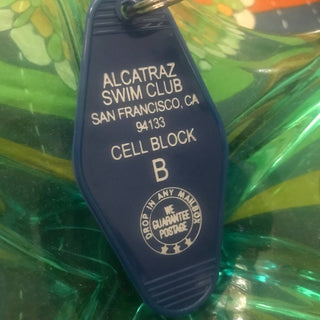 ALCATRAZ
SWIM CLUB
SAN FRANCISCO, CA
94133
CELL BLOCK
B
DROP IN ANY MAILBOX
WE
GUARANTEE
POSTAGE